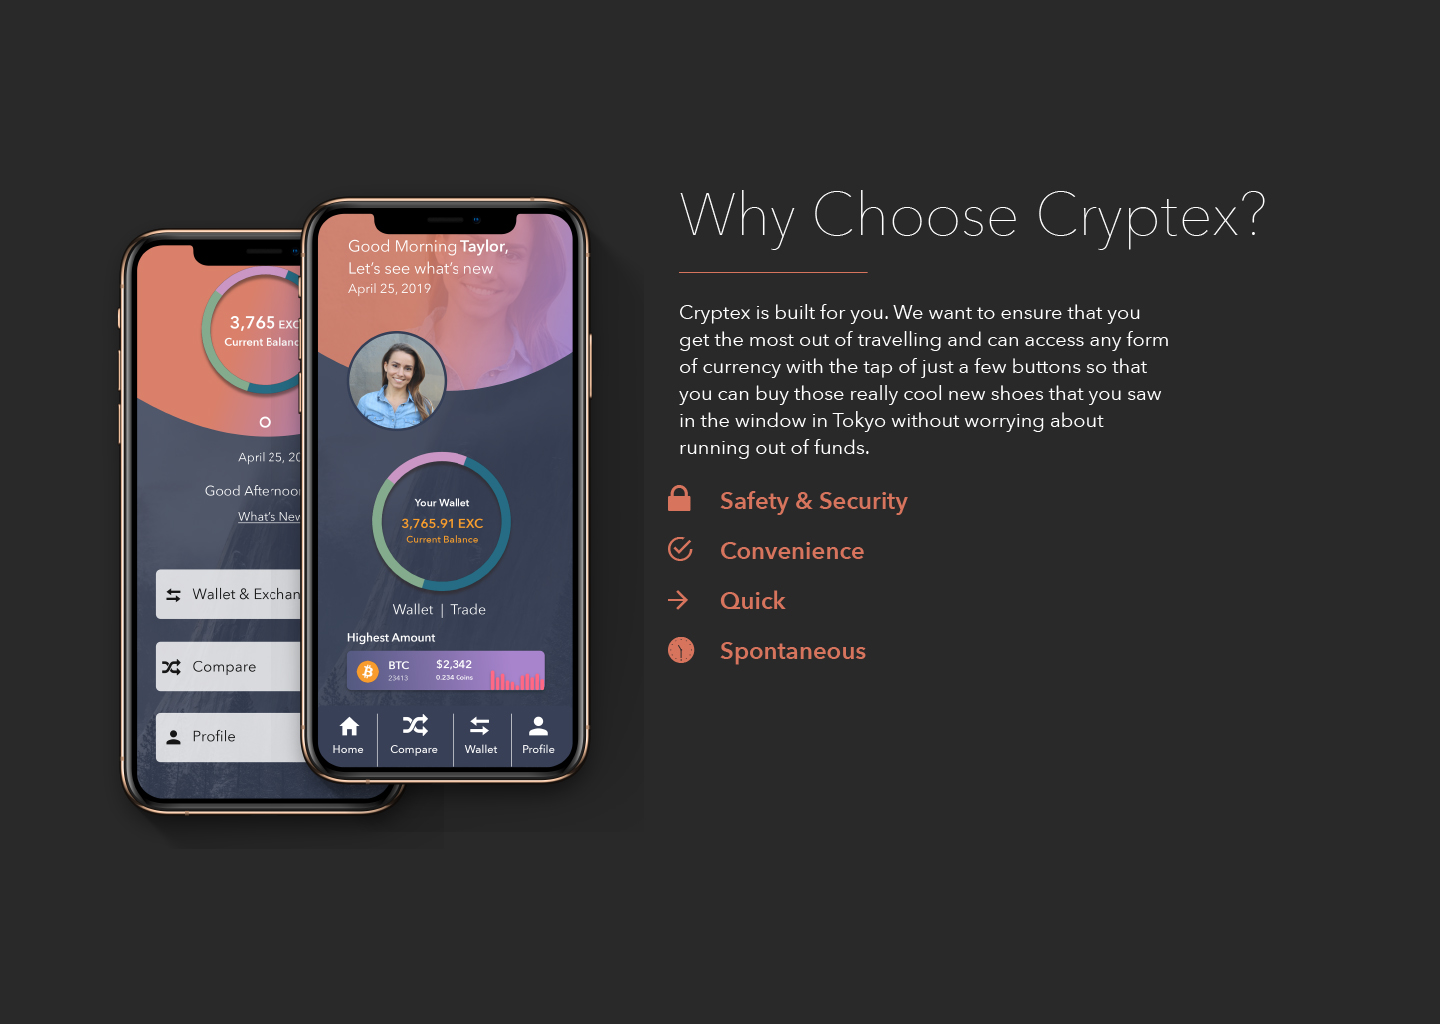 Why Choose Cryptex?
Cryptex is built for you. We want to ensure that you
get the most out of travelling and can access any form
of currency with the tap of just a few buttons so that
you can buy those really cool new shoes that you saw
in the window in Tokyo without worrying about
running out of funds.
Safety & Security
Convenience
Quick
Spontaneous
Good Morning Taylor,
Let's see what's new
April 25, 2019
Your Wallet
3,765.91 EXC
Current Balance
Wallet | Trade
Highest Amount
BTC
23413
$2,342
0.234 Coins
Home
Compare
Wallet
Profile
3,765 EXC
Current Balanc
April 25, 20
Good Afternoon
What's New
Wallet & Exchan
Compare
Profile